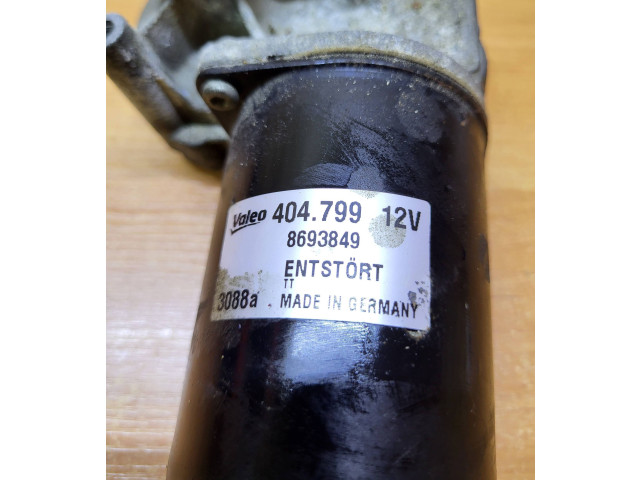 Valeo 404.799 12V
8693849
ENTSTÖRT
TT
3088a MADE IN GERMANY